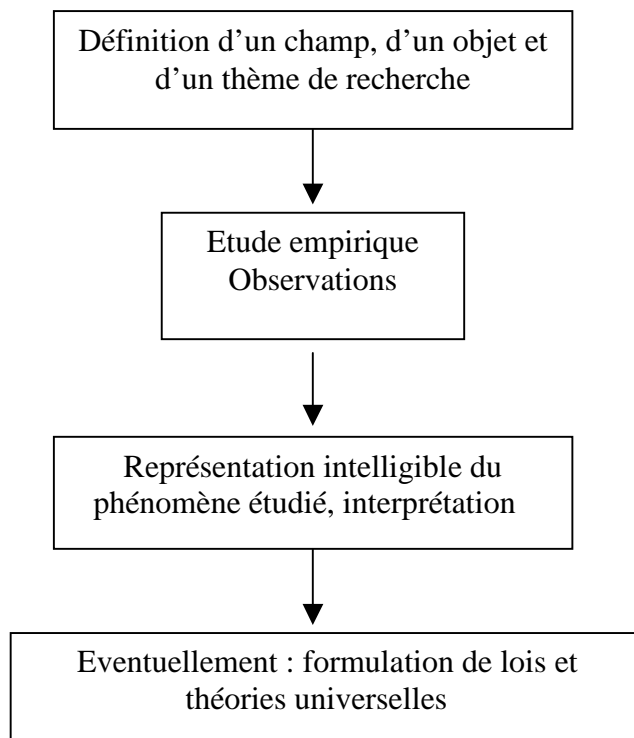 Définition d’un champ, d’un objet et
d’un thème de recherche
Etude empirique
Observations
Représentation intelligible du
phénomène étudié, interprétation
Eventuellement : formulation de lois et
théories universelles